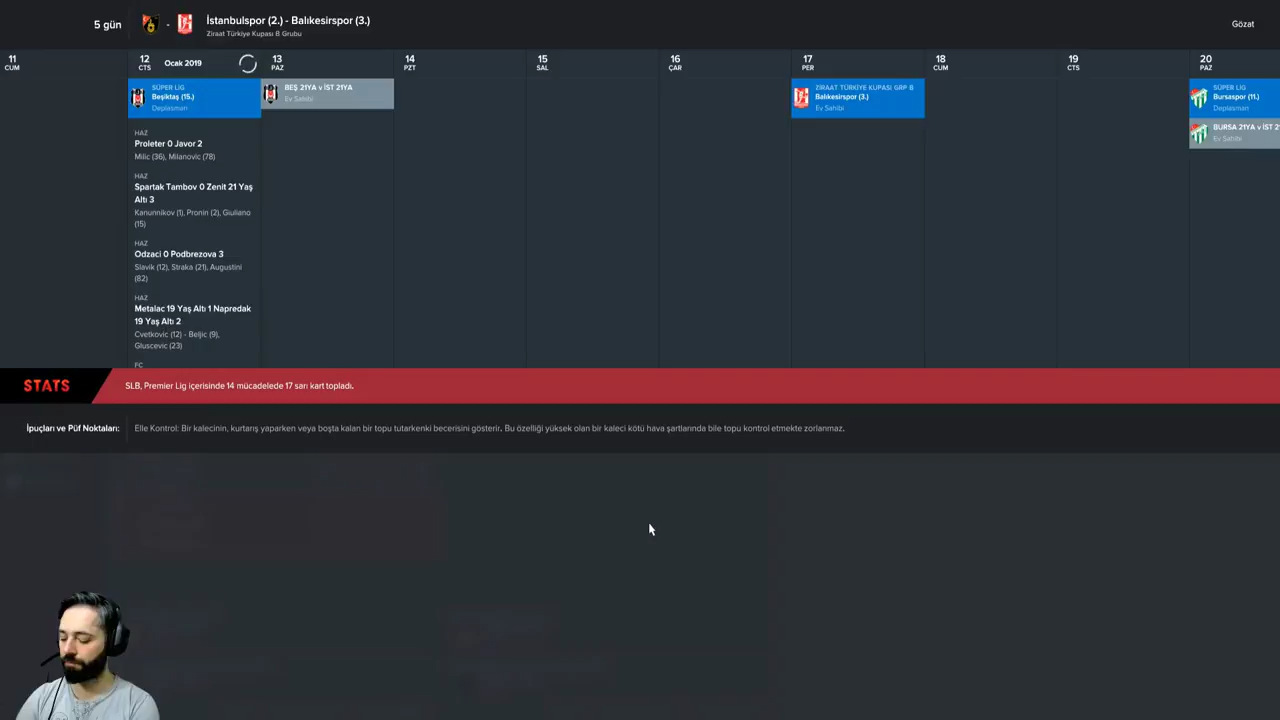 5 gün
-
İstanbulspor (2.) - Balıkesirspor (3.)
Ziraat Türkiye Kupası B Grubu
Gözat
11
CUM
12
CTS
Ocak 2019
13
PAZ
14
PZT
15
SAL
16
ÇAR
17
PER
18
CUM
19
CTS
20
PAZ
SÜPER LİG
Beşiktaş (15.)
Deplasman
BEŞ 21YA v İST 21YA
Ev Sahibi
ZİRAAT TÜRKİYE KUPASI GRP B
Balıkesirspor (3.)
Ev Sahibi
SÜPER LİG
Bursaspor (11.)
Deplasman
BURSA 21YA v İST 2
Ev Sahibi
HAZ
Proleter 0 Javor 2
Milic (36), Milanovic (78)
HAZ
Spartak Tambov 0 Zenit 21 Yaş
Altı 3
Kanunnikov (1), Pronin (2), Giuliano
(15)
HAZ
Odzaci 0 Podbrezova 3
Slavik (12), Straka (21), Augustini
(82)
HAZ
Metalac 19 Yaş Altı 1 Napredak
19 Yaş Altı 2
Cvetkovic (12) - Beljic (9),
Gluscevic (23)
FC
STATS
SLB, Premier Lig içerisinde 14 mücadelede 17 sarı kart topladı.
İpuçları ve Püf Noktaları:
Elle Kontrol: Bir kalecinin, kurtarış yaparken veya boşta kalan bir topu tutarkenki becerisini gösterir. Bu özelliği yüksek olan bir kaleci kötü hava şartlarında bile topu kontrol etmekte zorlanmaz.